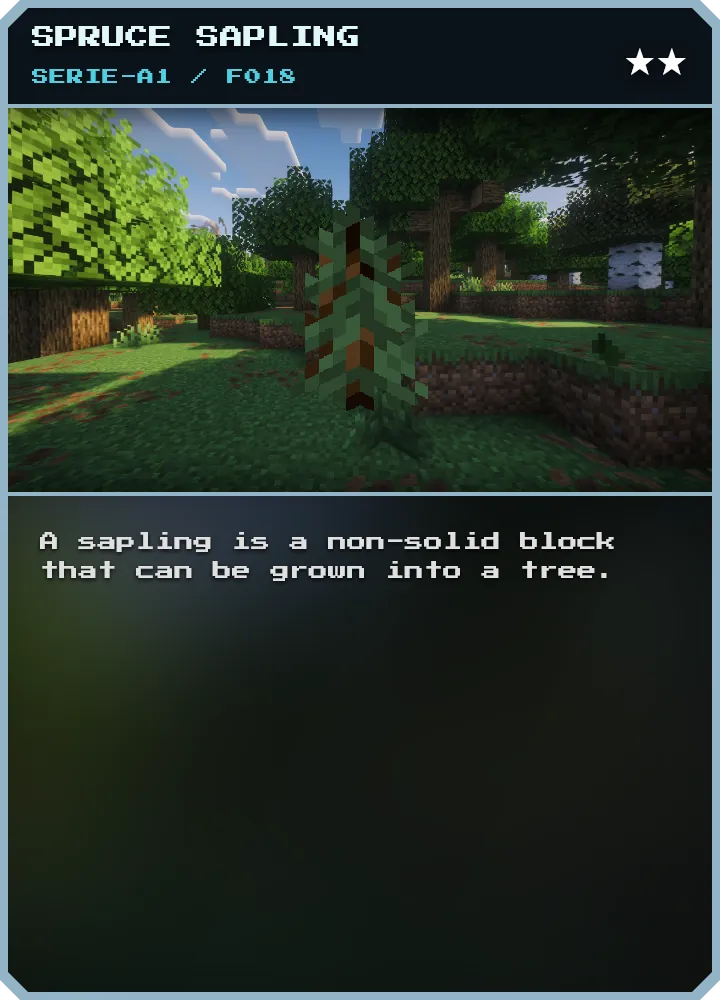 SPRUCE SAPLING
SERIE-A1 / F018
★★
A sapling is a non-solid block
that can be grown into a tree.